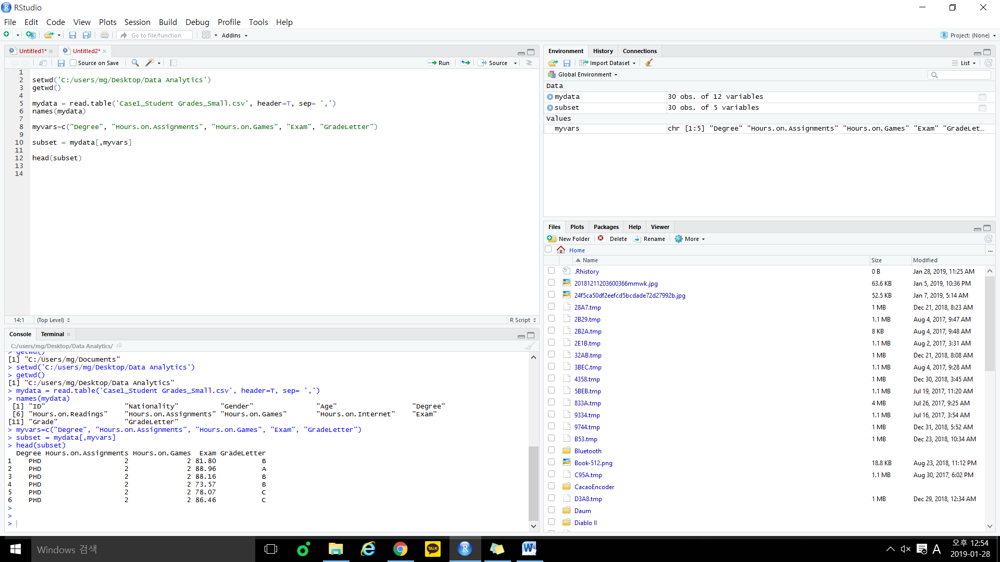 RStudio
File Edit Code View Plots Session Build Debug Profile Tools Help
Go to file/function Addins Project: (None)
Untitled1* Untitled2*
Source on Save Run Source
1
2 setwd('C:/users/mg/Desktop/Data Analytics')
3 getwd()
4
5 mydata = read.table('Case1_Student Grades_Small.csv', header=T, sep= ',')
6 names(mydata)
7
8 myvars=c("Degree", "Hours.on.Assignments", "Hours.on.Games", "Exam", "GradeLetter")
9
10 subset = mydata[,myvars]
11
12 head(subset)
13
14
14:1 (Top Level) R Script
Console Terminal
C:/users/mg/Desktop/Data Analytics/
> getwd()
[1] "C:/Users/mg/Documents"
> setwd('C:/users/mg/Desktop/Data Analytics')
> getwd()
[1] "C:/users/mg/Desktop/Data Analytics"
> mydata = read.table('Case1_Student Grades_Small.csv', header=T, sep= ',')
> names(mydata)
[1] "ID" "Nationality" "Gender" "Age" "Degree"
[6] "Hours.on.Readings" "Hours.on.Assignments" "Hours.on.Games" "Hours.on.Internet" "Exam"
[11] "Grade" "GradeLetter"
> myvars=c("Degree", "Hours.on.Assignments", "Hours.on.Games", "Exam", "GradeLetter")
> subset = mydata[,myvars]
> head(subset)
Degree Hours.on.Assignments Hours.on.Games Exam GradeLetter
1 PHD 2 2 81.80 B
2 PHD 2 2 88.96 A
3 PHD 2 2 88.16 B
4 PHD 2 2 73.57 B
5 PHD 2 2 78.07 C
6 PHD 2 2 86.46 C
>
>
>
Environment History Connections
Import Dataset List
Global Environment
Data
mydata 30 obs. of 12 variables
subset 30 obs. of 5 variables
Values
myvars chr [1:5] "Degree" "Hours.on.Assignments" "Hours.on.Games" "Exam" "GradeLet…
Files Plots Packages Help Viewer
New Folder Delete Rename More
Home ...
Name Size Modified
.Rhistory 0 B Jan 28, 2019, 11:25 AM
20181211203600366mmwk.jpg 63.6 KB Jan 5, 2019, 10:36 PM
24f5ca50df2eefcd5bcdade72d27992b.jpg 52.5 KB Jan 7, 2019, 5:14 AM
28A7.tmp 1 MB Dec 21, 2018, 8:23 AM
2B29.tmp 1.1 MB Aug 4, 2017, 9:47 AM
2B2A.tmp 8 KB Aug 4, 2017, 9:48 AM
2E1B.tmp 1.1 MB Aug 2, 2017, 3:31 AM
32AB.tmp 1 MB Dec 21, 2018, 8:08 AM
3BEC.tmp 1.1 MB Aug 4, 2017, 9:28 AM
4358.tmp 1 MB Dec 30, 2018, 3:45 AM
5BEB.tmp 1.1 MB Jul 19, 2017, 11:20 AM
833A.tmp 4 MB Jul 26, 2017, 9:25 AM
9334.tmp 1.1 MB Jul 16, 2017, 3:54 AM
9744.tmp 1 MB Dec 31, 2018, 5:52 AM
B53.tmp 1 MB Dec 23, 2018, 10:34 AM
Bluetooth
Book-512.png 18.8 KB Aug 23, 2018, 11:12 PM
C95A.tmp 1.1 MB Aug 30, 2017, 6:02 PM
CacaoEncoder
D3A8.tmp 1 MB Dec 29, 2018, 12:34 AM
Daum
Diablo II
Windows 검색 TALK A 오후 12:54
2019-01-28